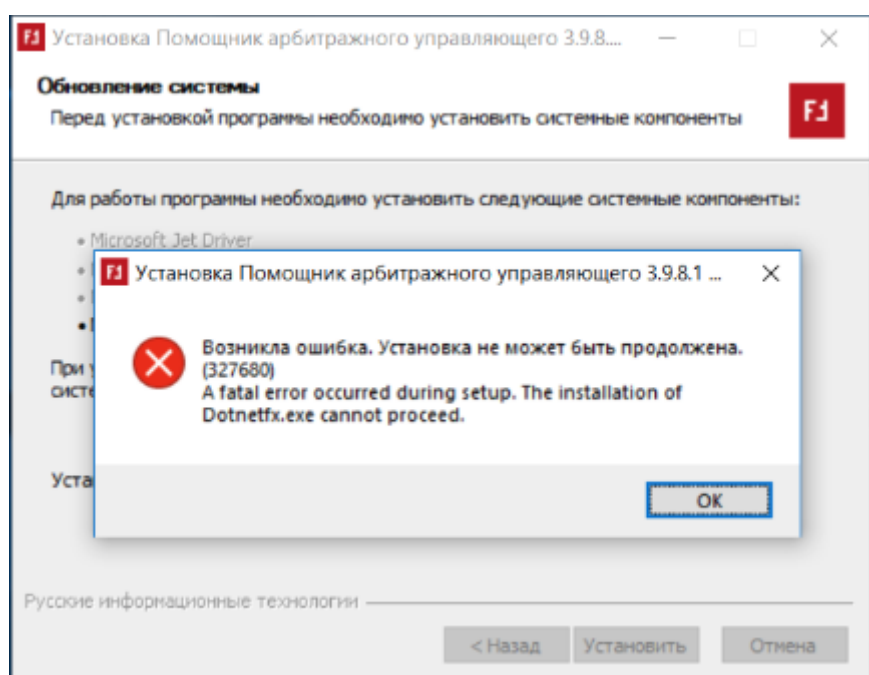 Установка Помощник арбитражного управляющего 3.9.8....
Обновление системы
Перед установкой программы необходимо установить системные компоненты
Для работы программы необходимо установить следующие системные компоненты:
• Microsoft Jet Driver
Установка Помощник арбитражного управляющего 3.9.8.1 ...
Возникла ошибка. Установка не может быть продолжена.
(327680)
A fatal error occurred during setup. The installation of
Dotnetfx.exe cannot proceed.
При
OK
Русские информационные технологии
< Назад
Установить
Отмена